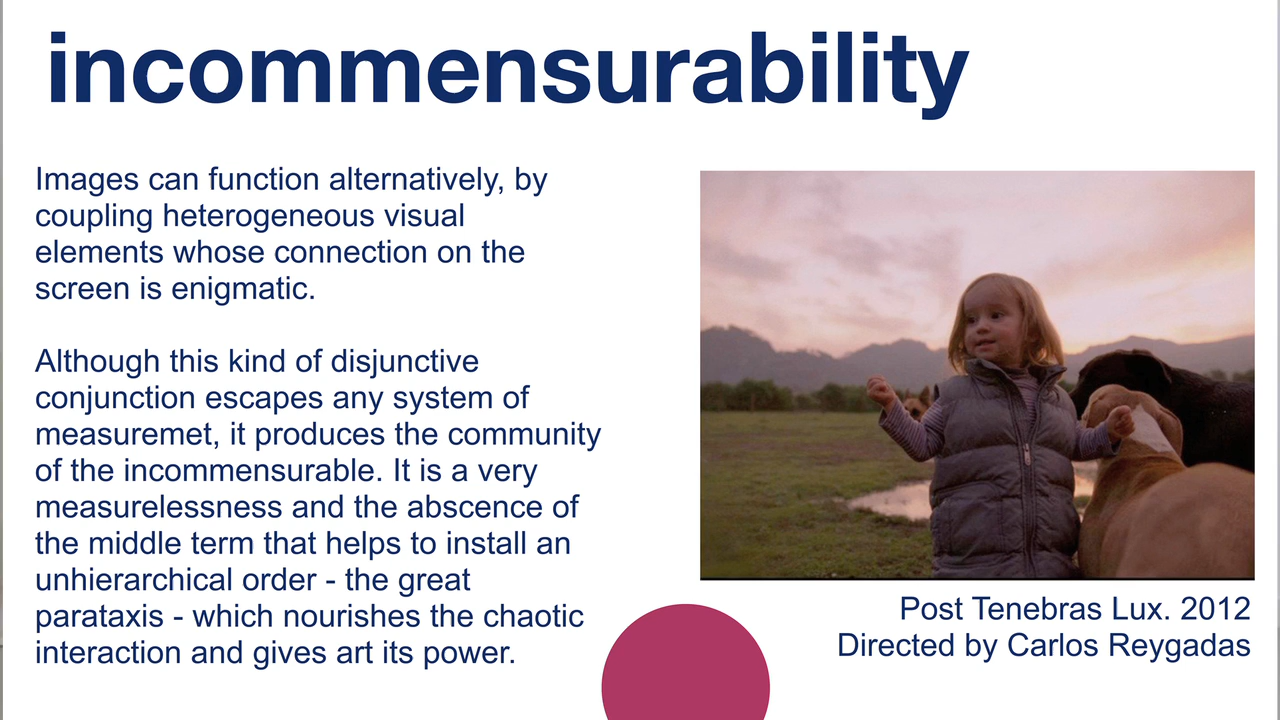 incommensurability
Images can function alternatively, by
coupling heterogeneous visual
elements whose connection on the
screen is enigmatic.
Although this kind of disjunctive
conjunction escapes any system of
measuremet, it produces the community
of the incommensurable. It is a very
measurelessness and the abscence of
the middle term that helps to install an
unhierarchical order - the great
parataxis - which nourishes the chaotic
interaction and gives art its power.
Post Tenebras Lux. 2012
Directed by Carlos Reygadas